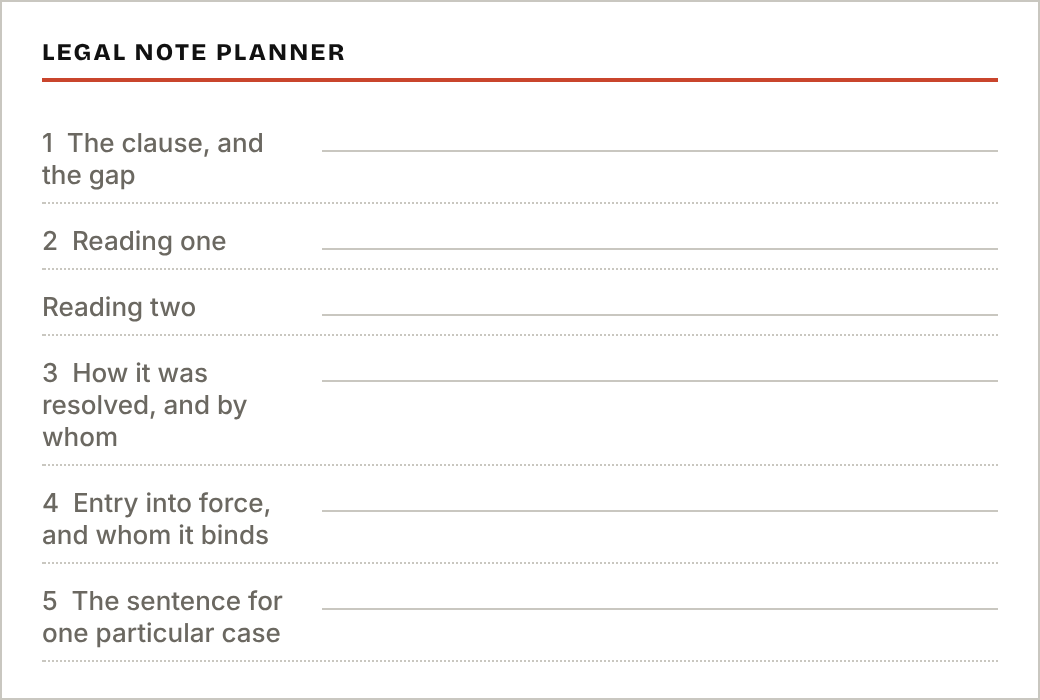 LEGAL NOTE PLANNER
1 The clause, and
the gap
2 Reading one
Reading two
3 How it was
resolved, and by
whom
4 Entry into force,
and whom it binds
5 The sentence for
one particular case